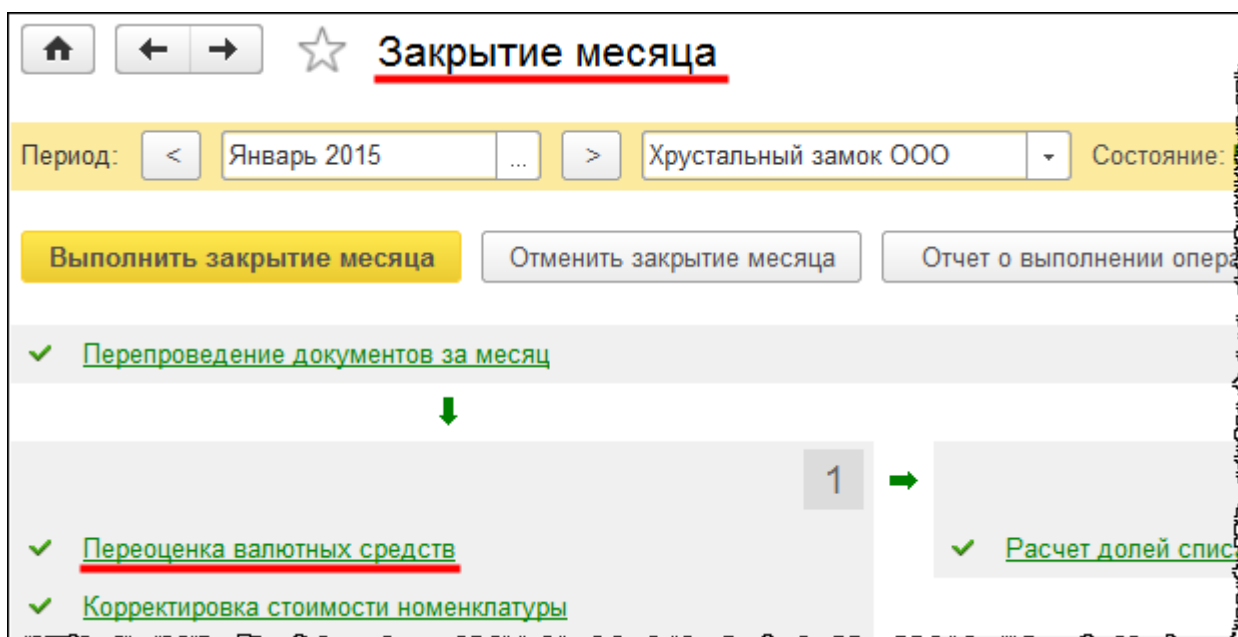 Закрытие месяца
Период: < Январь 2015 ... > Хрустальный замок ООО Состояние:
Выполнить закрытие месяца Отменить закрытие месяца Отчет о выполнении опера
Перепроведение документов за месяц
1
Переоценка валютных средств Расчет долей спис
Корректировка стоимости номенклатуры